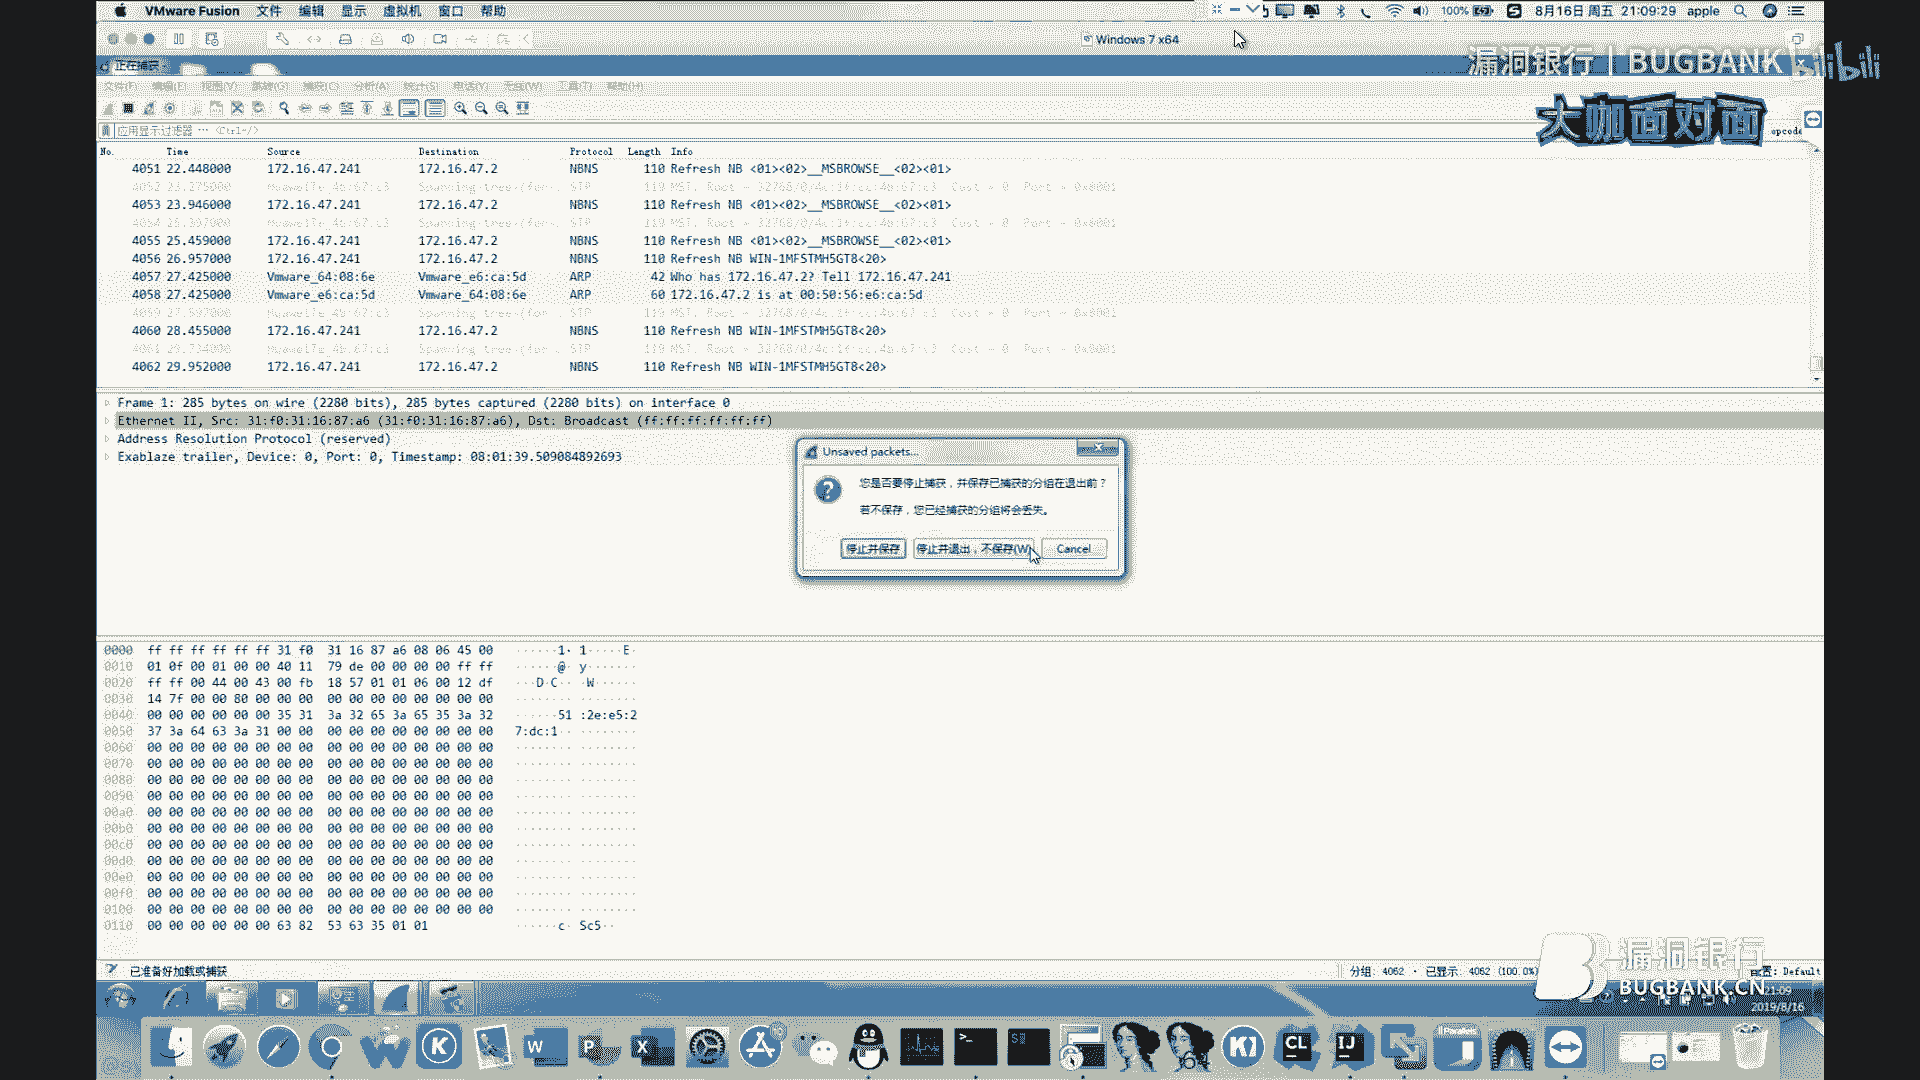 VMware Fusion 文件 编辑 显示 虚拟机 窗口 帮助
100% 8月16日 周五 21:09:29 apple
Windows 7 x64
漏洞银行 | BUGBANK bilibili
正在捕获
文件(F) 编辑(E) 视图(V) 跳转(G) 捕获(C) 分析(A) 统计(S) 电话(Y) 无线(W) 工具(T) 帮助(H)
大咖面对面
应用显示过滤器 … <Ctrl-/>
opcode
No. Time Source Destination Protocol Length Info
4051 22.448000 172.16.47.241 172.16.47.2 NBNS 110 Refresh NB <01><02>__MSBROWSE__<02><01>
4052 23.275000 HuaweiTe_4b:67:c3 Spanning-tree-(for-… STP 119 MST. Root = 32768/0/4c:1f:cc:4b:67:c3 Cost = 0 Port = 0x8001
4053 23.946000 172.16.47.241 172.16.47.2 NBNS 110 Refresh NB <01><02>__MSBROWSE__<02><01>
4054 25.397000 HuaweiTe_4b:67:c3 Spanning-tree-(for-… STP 119 MST. Root = 32768/0/4c:1f:cc:4b:67:c3 Cost = 0 Port = 0x8001
4055 25.459000 172.16.47.241 172.16.47.2 NBNS 110 Refresh NB <01><02>__MSBROWSE__<02><01>
4056 26.957000 172.16.47.241 172.16.47.2 NBNS 110 Refresh NB WIN-1MFSTMH5GT8<20>
4057 27.425000 Vmware_64:08:6e Vmware_e6:ca:5d ARP 42 Who has 172.16.47.2? Tell 172.16.47.241
4058 27.425000 Vmware_e6:ca:5d Vmware_64:08:6e ARP 60 172.16.47.2 is at 00:50:56:e6:ca:5d
4059 27.597000 HuaweiTe_4b:67:c3 Spanning-tree-(for-… STP 119 MST. Root = 32768/0/4c:1f:cc:4b:67:c3 Cost = 0 Port = 0x8001
4060 28.455000 172.16.47.241 172.16.47.2 NBNS 110 Refresh NB WIN-1MFSTMH5GT8<20>
4061 29.734000 HuaweiTe_4b:67:c3 Spanning-tree-(for-… STP 119 MST. Root = 32768/0/4c:1f:cc:4b:67:c3 Cost = 0 Port = 0x8001
4062 29.952000 172.16.47.241 172.16.47.2 NBNS 110 Refresh NB WIN-1MFSTMH5GT8<20>
Frame 1: 285 bytes on wire (2280 bits), 285 bytes captured (2280 bits) on interface 0
Ethernet II, Src: 31:f0:31:16:87:a6 (31:f0:31:16:87:a6), Dst: Broadcast (ff:ff:ff:ff:ff:ff)
Address Resolution Protocol (reserved)
Exablaze trailer, Device: 0, Port: 0, Timestamp: 08:01:39.509084892693
Unsaved packets...
您是否要停止捕获，并保存已捕获的分组在退出前？
若不保存，您已经捕获的分组将会丢失。
停止并保存 停止并退出，不保存(W) Cancel
0000 ff ff ff ff ff ff 31 f0 31 16 87 a6 08 06 45 00 ······1· 1·····E·
0010 01 0f 00 01 00 00 40 11 79 de 00 00 00 00 ff ff ······@· y·······
0020 ff ff 00 44 00 43 00 fb 18 57 01 01 06 00 12 df ···D·C·· ·W······
0030 14 7f 00 00 80 00 00 00 00 00 00 00 00 00 00 00 ········ ········
0040 00 00 00 00 00 00 35 31 3a 32 65 3a 65 35 3a 32 ······51 :2e:e5:2
0050 37 3a 64 63 3a 31 00 00 00 00 00 00 00 00 00 00 7:dc:1·· ········
0060 00 00 00 00 00 00 00 00 00 00 00 00 00 00 00 00 ········ ········
0070 00 00 00 00 00 00 00 00 00 00 00 00 00 00 00 00 ········ ········
0080 00 00 00 00 00 00 00 00 00 00 00 00 00 00 00 00 ········ ········
0090 00 00 00 00 00 00 00 00 00 00 00 00 00 00 00 00 ········ ········
00a0 00 00 00 00 00 00 00 00 00 00 00 00 00 00 00 00 ········ ········
00b0 00 00 00 00 00 00 00 00 00 00 00 00 00 00 00 00 ········ ········
00c0 00 00 00 00 00 00 00 00 00 00 00 00 00 00 00 00 ········ ········
00d0 00 00 00 00 00 00 00 00 00 00 00 00 00 00 00 00 ········ ········
00e0 00 00 00 00 00 00 00 00 00 00 00 00 00 00 00 00 ········ ········
00f0 00 00 00 00 00 00 00 00 00 00 00 00 00 00 00 00 ········ ········
0100 00 00 00 00 00 00 00 00 00 00 00 00 00 00 00 00 ········ ········
0110 00 00 00 00 00 00 63 82 53 63 35 01 01 ······c· Sc5··
已准备好加载或捕获
分组: 4062 · 已显示: 4062 (100.0%)
配置: Default
漏洞银行
BUGBANK.CN
21:09
2019/8/16